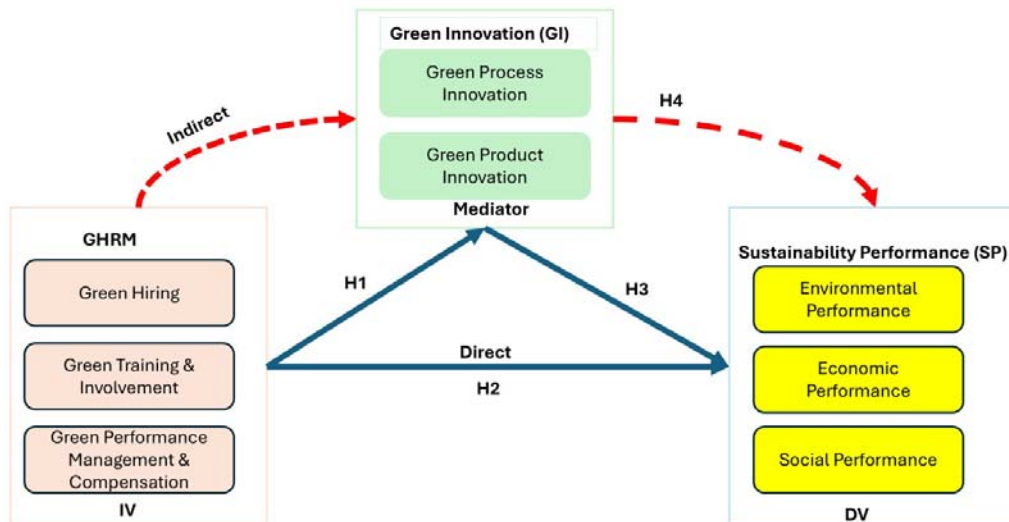 Green Innovation (GI)
Green Process
Innovation
H4
Indirect
Green Product
Innovation
Mediator
GHRM
Sustainability Performance (SP)
Green Hiring
H1
H3
Environmental
Performance
Green Training &
Involvement
Direct
H2
Economic
Performance
Green Performance
Management &
Compensation
Social Performance
IV
DV